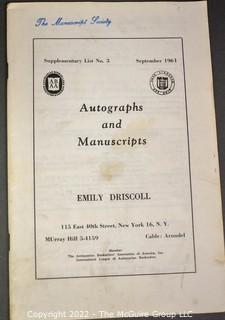 The Manuscript Society
Supplementary List No. 3
September 1961
Autographs
and
Manuscripts
EMILY DRISCOLL
115 East 40th Street, New York 16, N. Y.
MUrray Hill 5-4159
Cable: Arundel
Member:
The Antiquarian Booksellers' Association of America, Inc.
International League of Antiquarian Booksellers
Copyright 2022 - The McGuire Group LLC